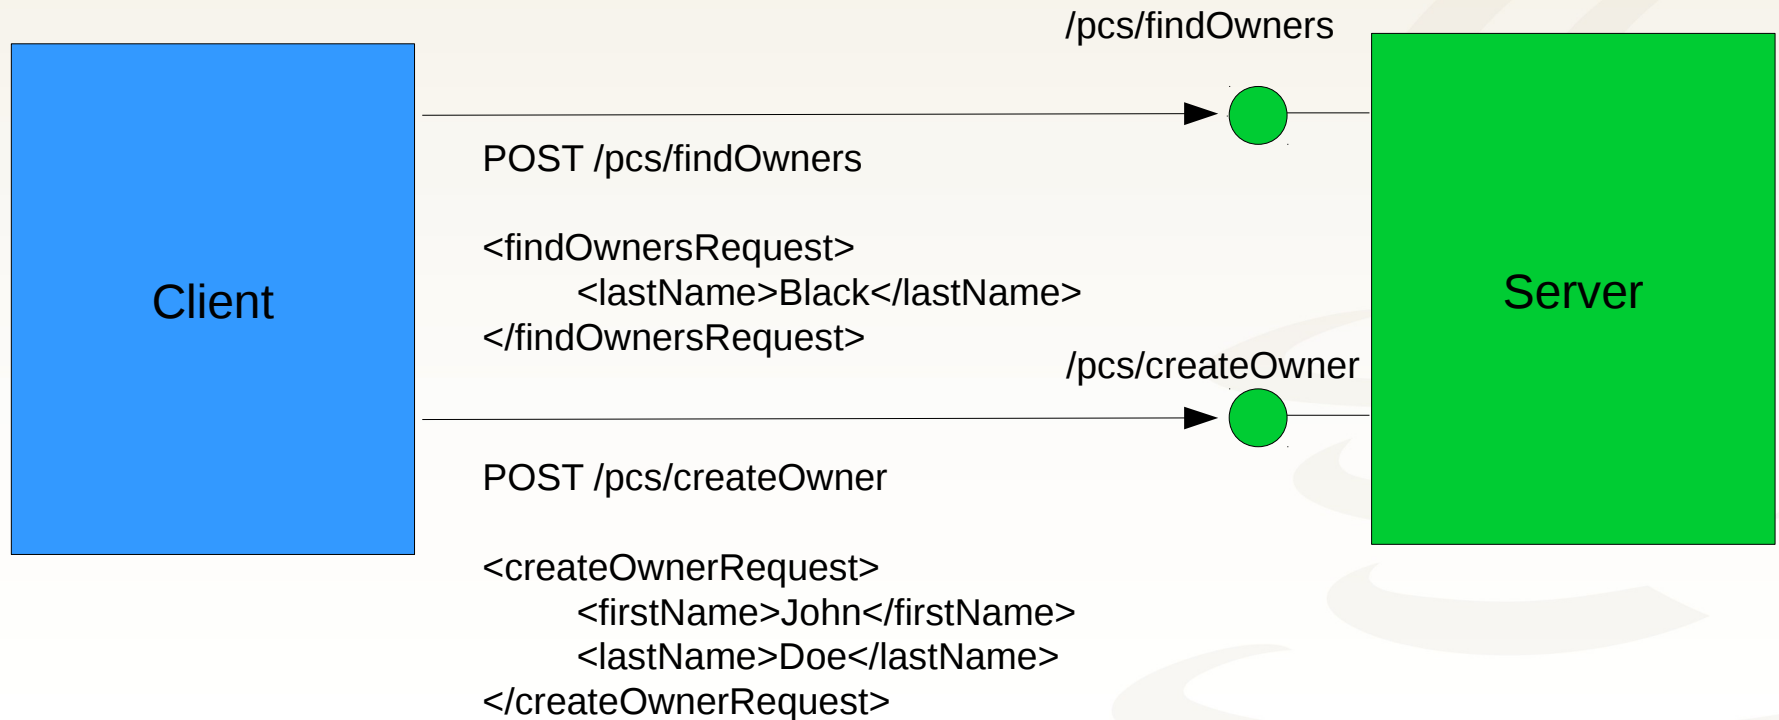 /pcs/findOwners
POST /pcs/findOwners
<findOwnersRequest>
<lastName>Black</lastName>
</findOwnersRequest>
Client
Server
/pcs/createOwner
POST /pcs/createOwner
<createOwnerRequest>
<firstName>John</firstName>
<lastName>Doe</lastName>
</createOwnerRequest>